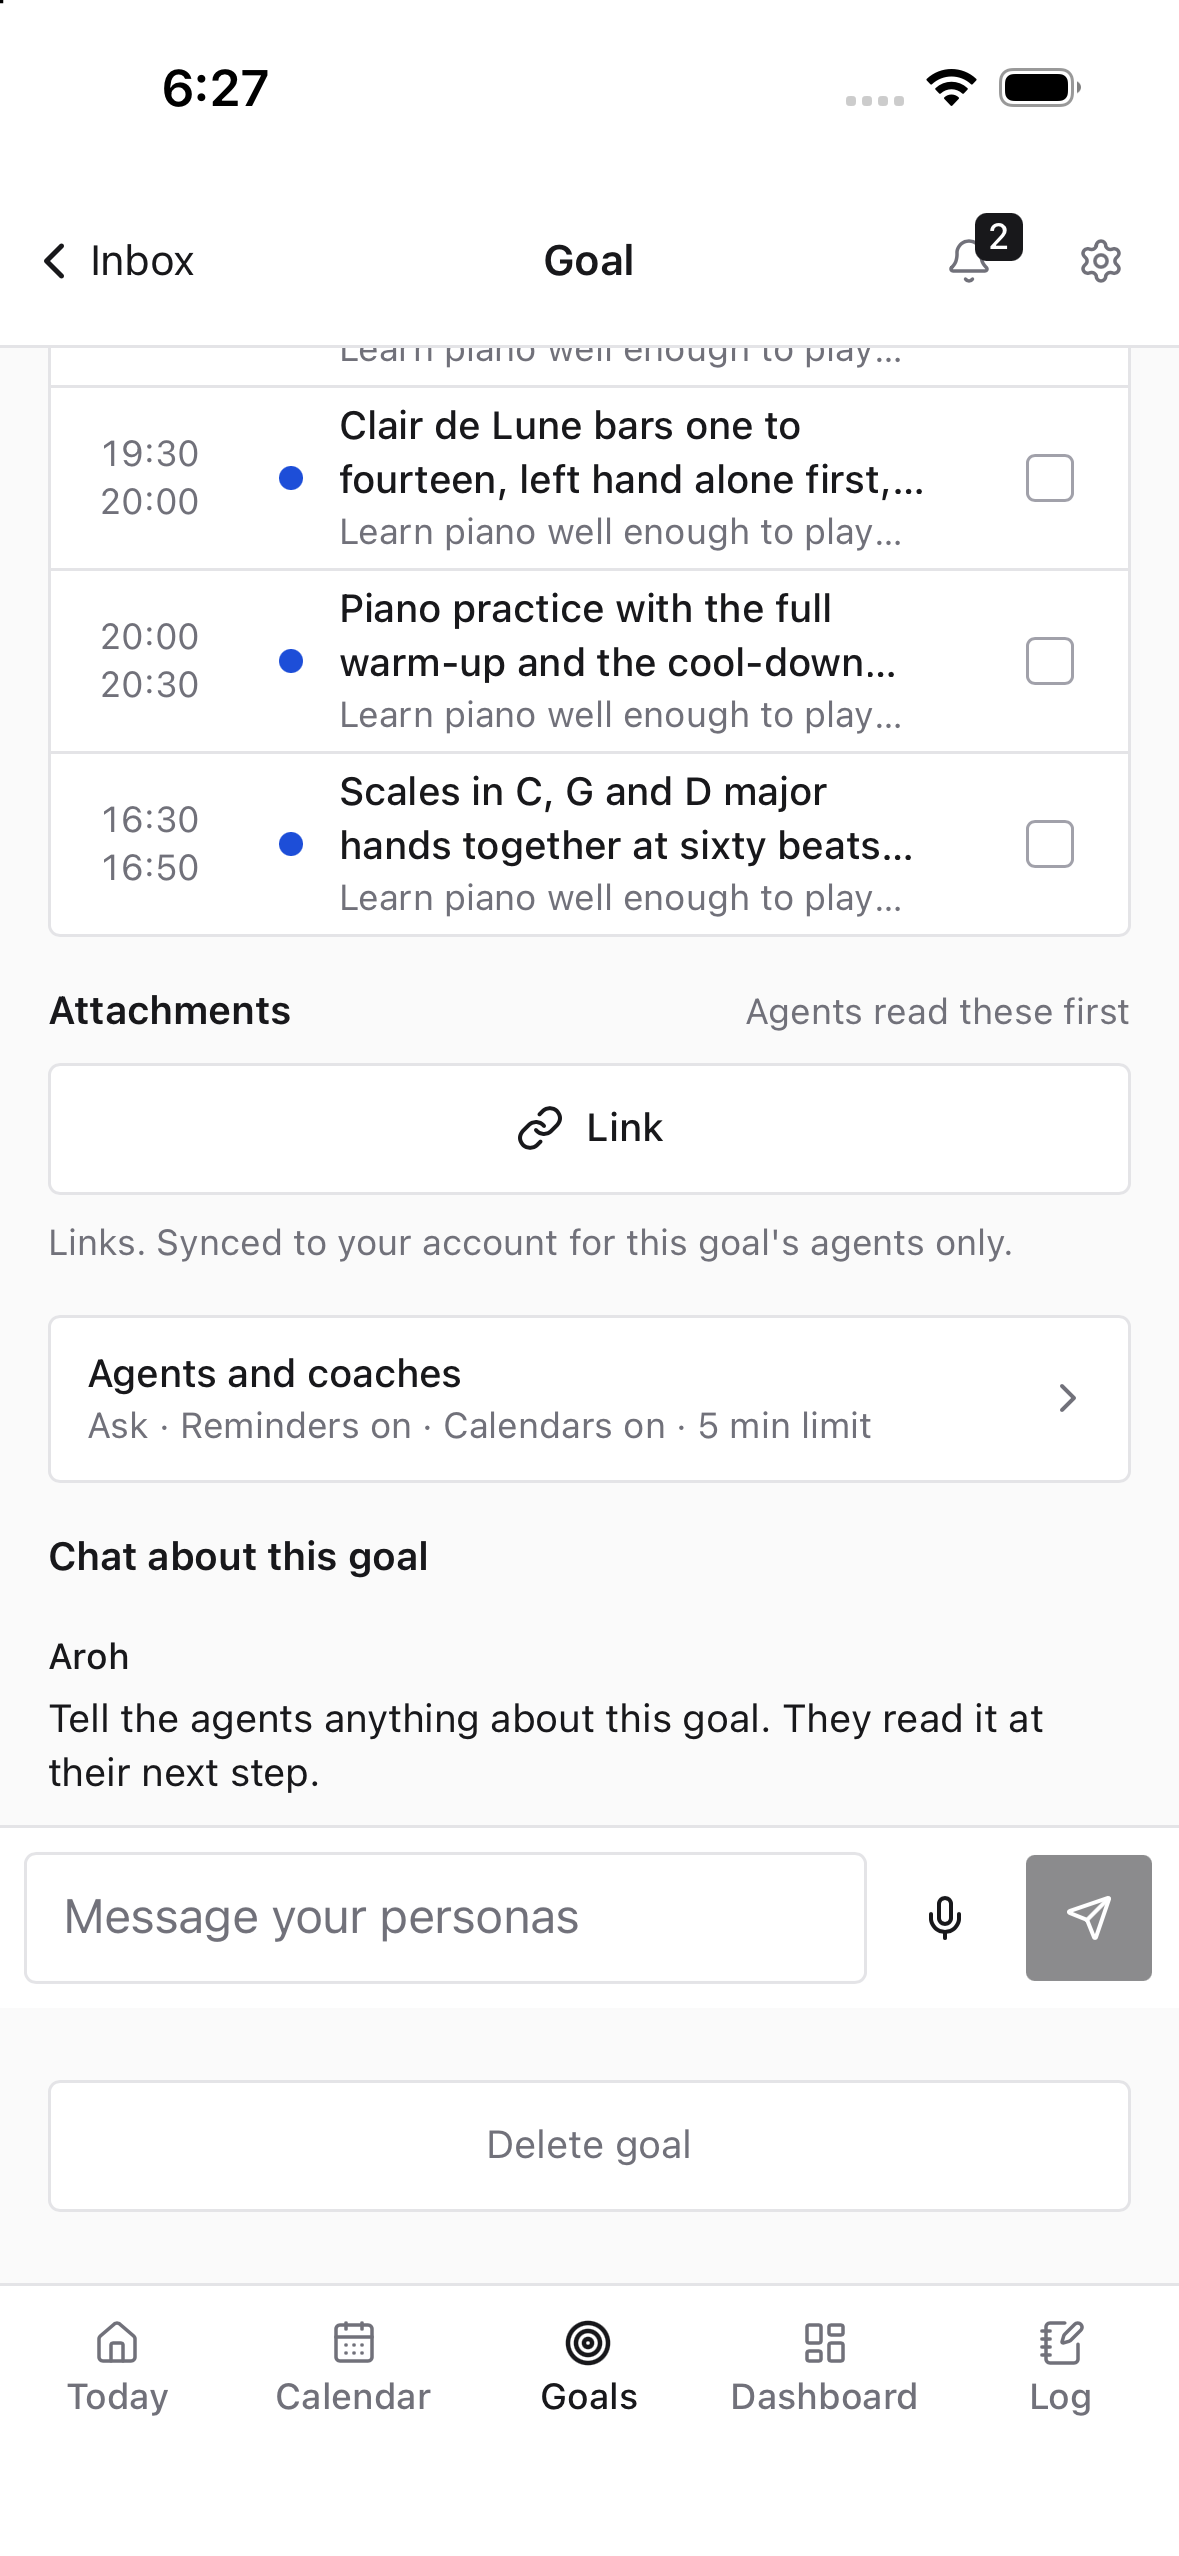 6:27
Inbox
Goal
2
Learn piano well enough to play...
19:30
20:00
Clair de Lune bars one to
fourteen, left hand alone first,...
Learn piano well enough to play...
20:00
20:30
Piano practice with the full
warm-up and the cool-down...
Learn piano well enough to play...
16:30
16:50
Scales in C, G and D major
hands together at sixty beats...
Learn piano well enough to play...
Attachments
Agents read these first
Link
Links. Synced to your account for this goal's agents only.
Agents and coaches
Ask · Reminders on · Calendars on · 5 min limit
Chat about this goal
Aroh
Tell the agents anything about this goal. They read it at
their next step.
Message your personas
Delete goal
Today
Calendar
Goals
Dashboard
Log